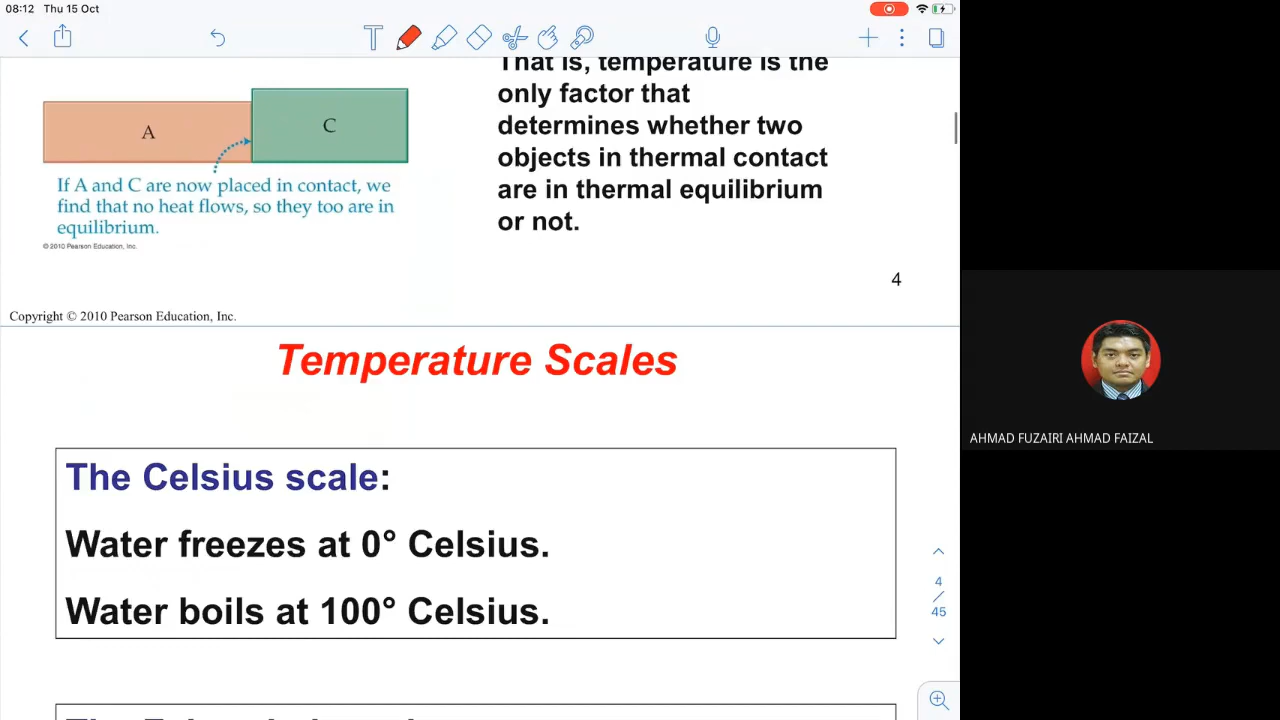 08:12 Thu 15 Oct
T
That is, temperature is the
only factor that
determines whether two
objects in thermal contact
are in thermal equilibrium
or not.
A
C
If A and C are now placed in contact, we
find that no heat flows, so they too are in
equilibrium.
© 2010 Pearson Education, Inc.
4
Copyright © 2010 Pearson Education, Inc.
Temperature Scales
The Celsius scale:
Water freezes at 0° Celsius.
Water boils at 100° Celsius.
4
/
45
AHMAD FUZAIRI AHMAD FAIZAL